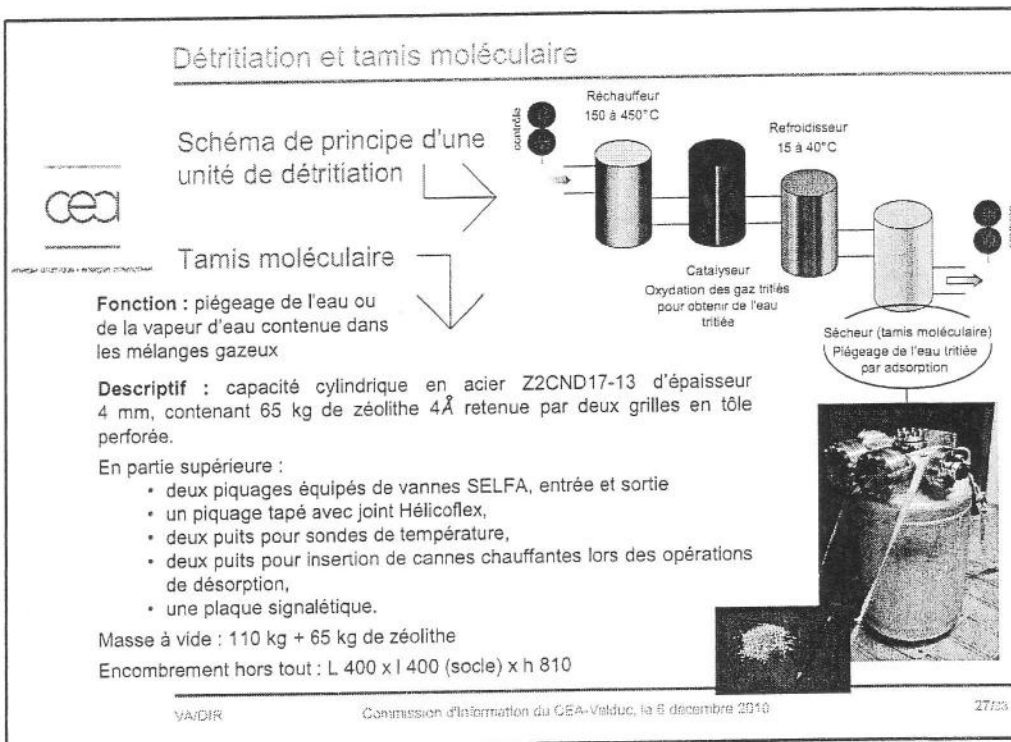 Détritiation et tamis moléculaire
Schéma de principe d'une
unité de détritiation
contrôle
Réchauffeur
150 à 450°C
Refroidisseur
15 à 40°C
Catalyseur
Oxydation des gaz tritiés
pour obtenir de l'eau
tritiée
Sécheur (tamis moléculaire)
Piégeage de l'eau tritiée
par adsorption
cea
Tamis moléculaire
Fonction : piégeage de l'eau ou
de la vapeur d'eau contenue dans
les mélanges gazeux
Descriptif : capacité cylindrique en acier Z2CND17-13 d'épaisseur
4 mm, contenant 65 kg de zéolithe 4Å retenue par deux grilles en tôle
perforée.
En partie supérieure :
• deux piquages équipés de vannes SELFA, entrée et sortie
• un piquage tapé avec joint Hélicoflex,
• deux puits pour sondes de température,
• deux puits pour insertion de cannes chauffantes lors des opérations
de désorption,
• une plaque signalétique.
Masse à vide : 110 kg + 65 kg de zéolithe
Encombrement hors tout : L 400 x l 400 (socle) x h 810
VA/DIR
Commission d'Information du CEA-Valduc, le 6 décembre 2010
27/33